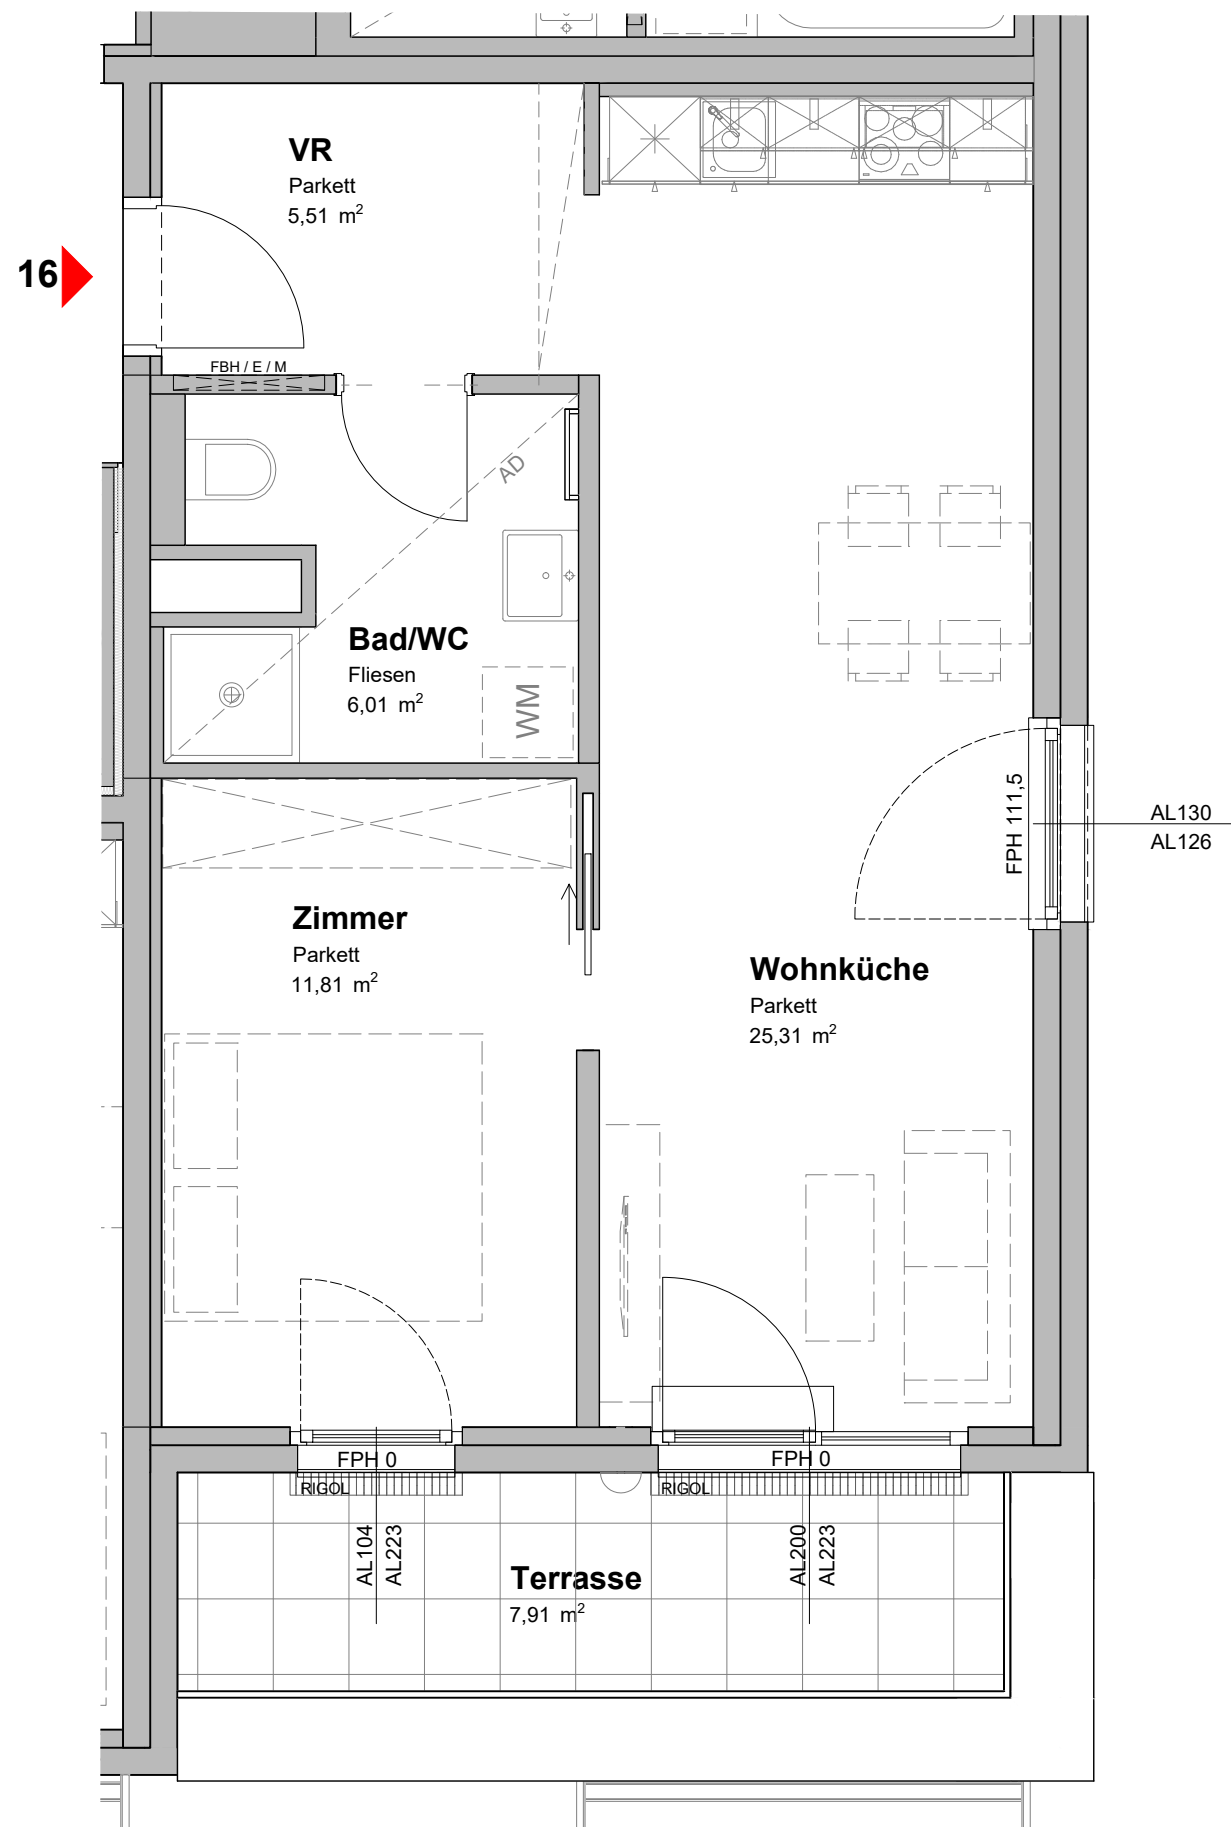 VR
Parkett
5,51 m²
16
FBH / E / M
AD
Bad/WC
Fliesen
6,01 m²
WM
FPH 111,5
AL130
AL126
Zimmer
Parkett
11,81 m²
Wohnküche
Parkett
25,31 m²
FPH 0
FPH 0
RIGOL
RIGOL
AL104
AL223
AL200
AL223
Terrasse
7,91 m²